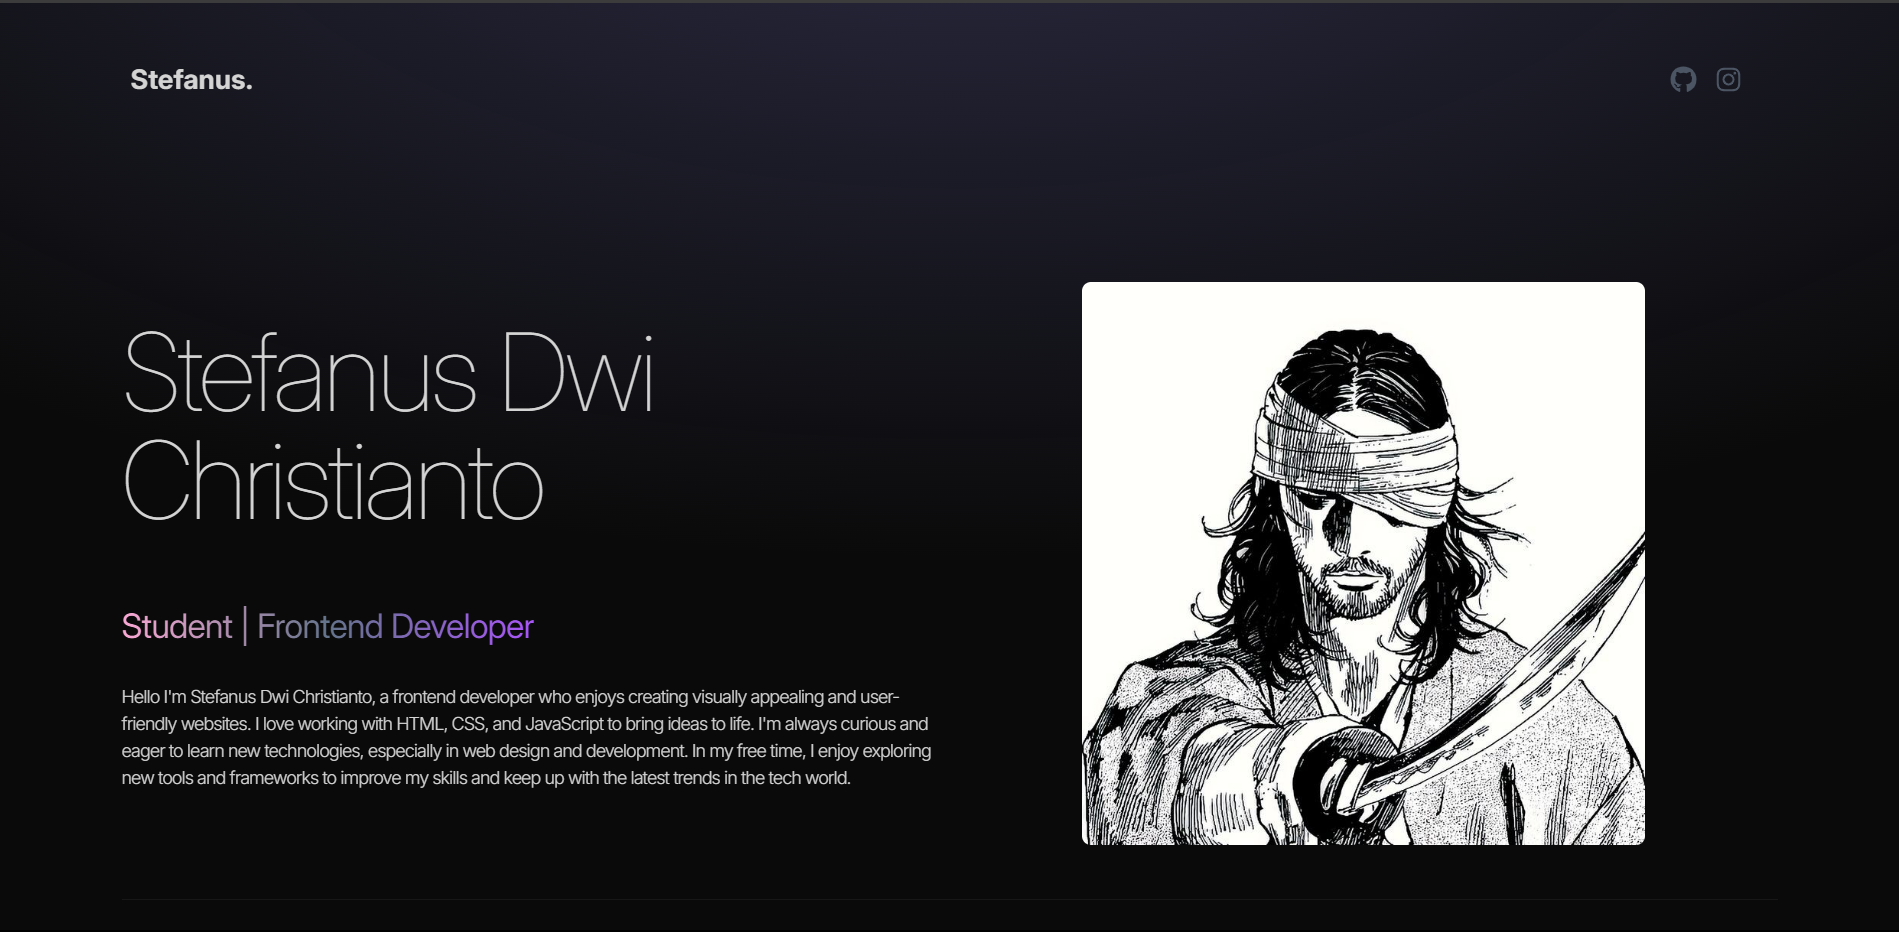 Stefanus.
Stefanus Dwi
Christianto
Student | Frontend Developer
Hello I'm Stefanus Dwi Christianto, a frontend developer who enjoys creating visually appealing and user-
friendly websites. I love working with HTML, CSS, and JavaScript to bring ideas to life. I'm always curious and
eager to learn new technologies, especially in web design and development. In my free time, I enjoy exploring
new tools and frameworks to improve my skills and keep up with the latest trends in the tech world.